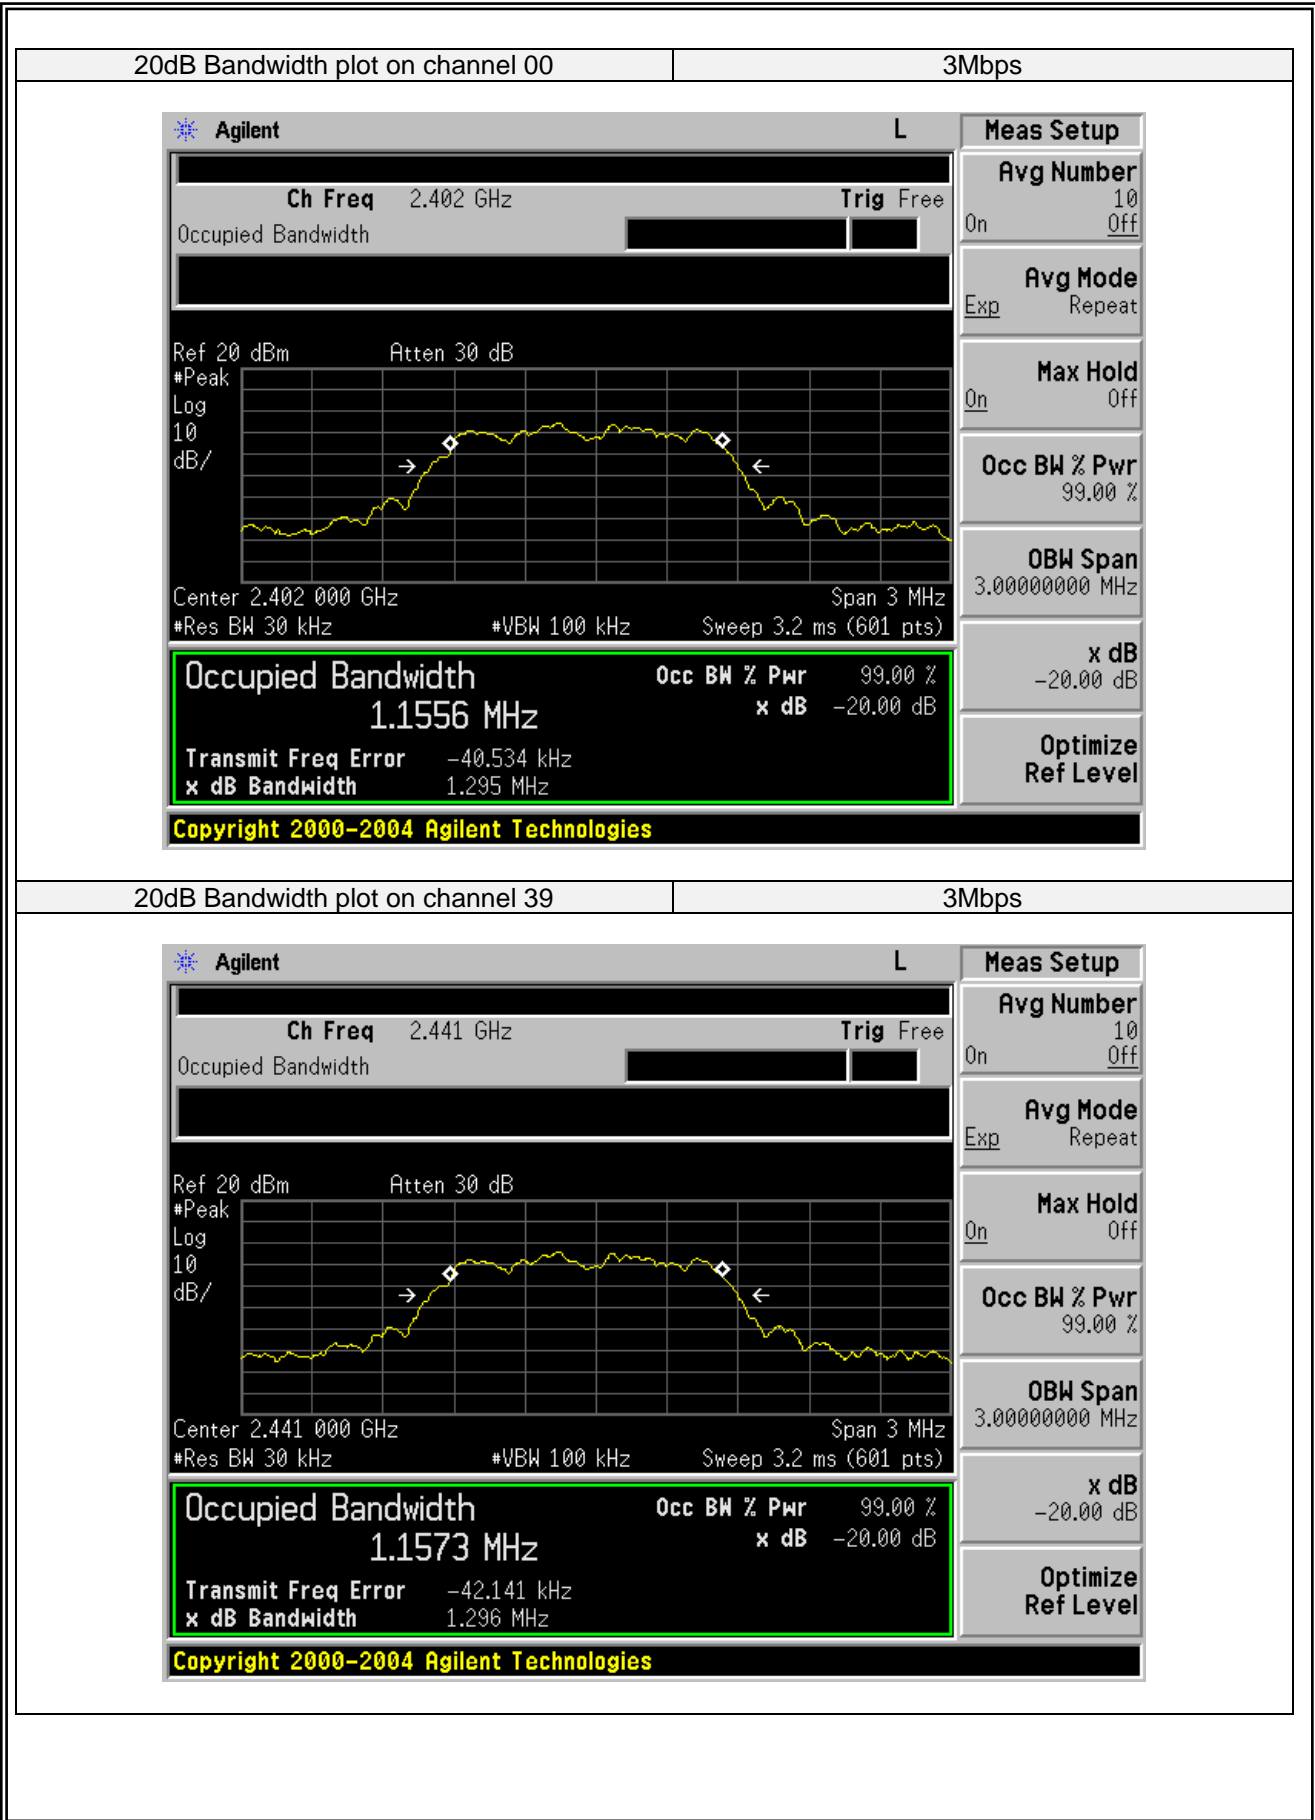 20dB Bandwidth plot on channel 00 3Mbps
Agilent L Meas Setup
Ch Freq 2.402 GHz Trig Free
Occupied Bandwidth
Avg Number
10
On Off
Avg Mode
Exp Repeat
Max Hold
On Off
Occ BW % Pwr
99.00 %
OBW Span
3.00000000 MHz
x dB
-20.00 dB
Optimize
Ref Level
Ref 20 dBm Atten 30 dB
#Peak
Log
10
dB/
Center 2.402 000 GHz Span 3 MHz
#Res BW 30 kHz #VBW 100 kHz Sweep 3.2 ms (601 pts)
Occupied Bandwidth Occ BW % Pwr 99.00 %
1.1556 MHz x dB -20.00 dB
Transmit Freq Error -40.534 kHz
x dB Bandwidth 1.295 MHz
Copyright 2000-2004 Agilent Technologies
20dB Bandwidth plot on channel 39 3Mbps
Agilent L Meas Setup
Ch Freq 2.441 GHz Trig Free
Occupied Bandwidth
Avg Number
10
On Off
Avg Mode
Exp Repeat
Max Hold
On Off
Occ BW % Pwr
99.00 %
OBW Span
3.00000000 MHz
x dB
-20.00 dB
Optimize
Ref Level
Ref 20 dBm Atten 30 dB
#Peak
Log
10
dB/
Center 2.441 000 GHz Span 3 MHz
#Res BW 30 kHz #VBW 100 kHz Sweep 3.2 ms (601 pts)
Occupied Bandwidth Occ BW % Pwr 99.00 %
1.1573 MHz x dB -20.00 dB
Transmit Freq Error -42.141 kHz
x dB Bandwidth 1.296 MHz
Copyright 2000-2004 Agilent Technologies